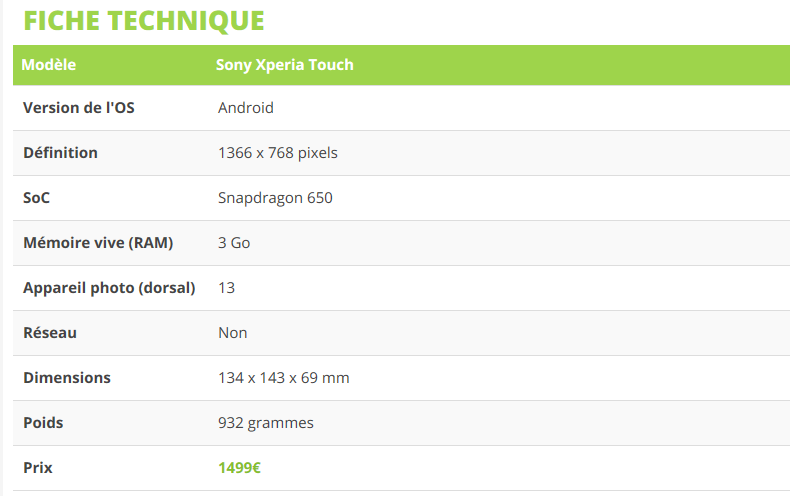 FICHE TECHNIQUE
Modèle Sony Xperia Touch
Version de l'OS Android
Définition 1366 x 768 pixels
SoC Snapdragon 650
Mémoire vive (RAM) 3 Go
Appareil photo (dorsal) 13
Réseau Non
Dimensions 134 x 143 x 69 mm
Poids 932 grammes
Prix 1499€